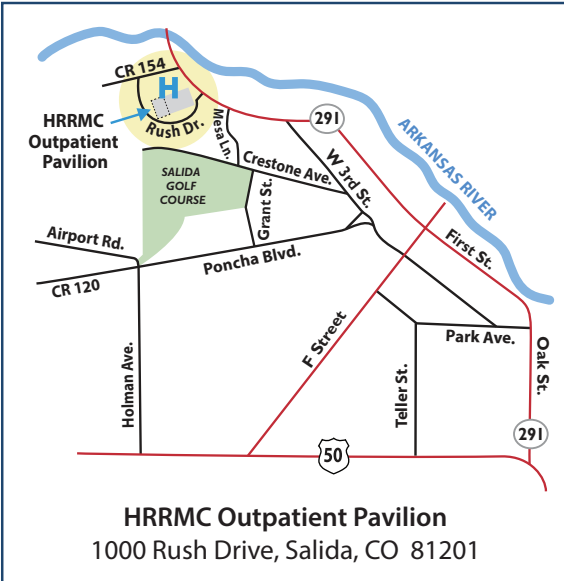 CR 154
H
HRRMC
Outpatient
Pavilion
Rush Dr.
Mesa Ln.
291
ARKANSAS RIVER
SALIDA
GOLF
COURSE
Crestone Ave.
W 3rd St.
Grant St.
Airport Rd.
Poncha Blvd.
First St.
CR 120
F Street
Park Ave.
Oak St.
Holman Ave.
Teller St.
291
50
HRRMC Outpatient Pavilion
1000 Rush Drive, Salida, CO 81201